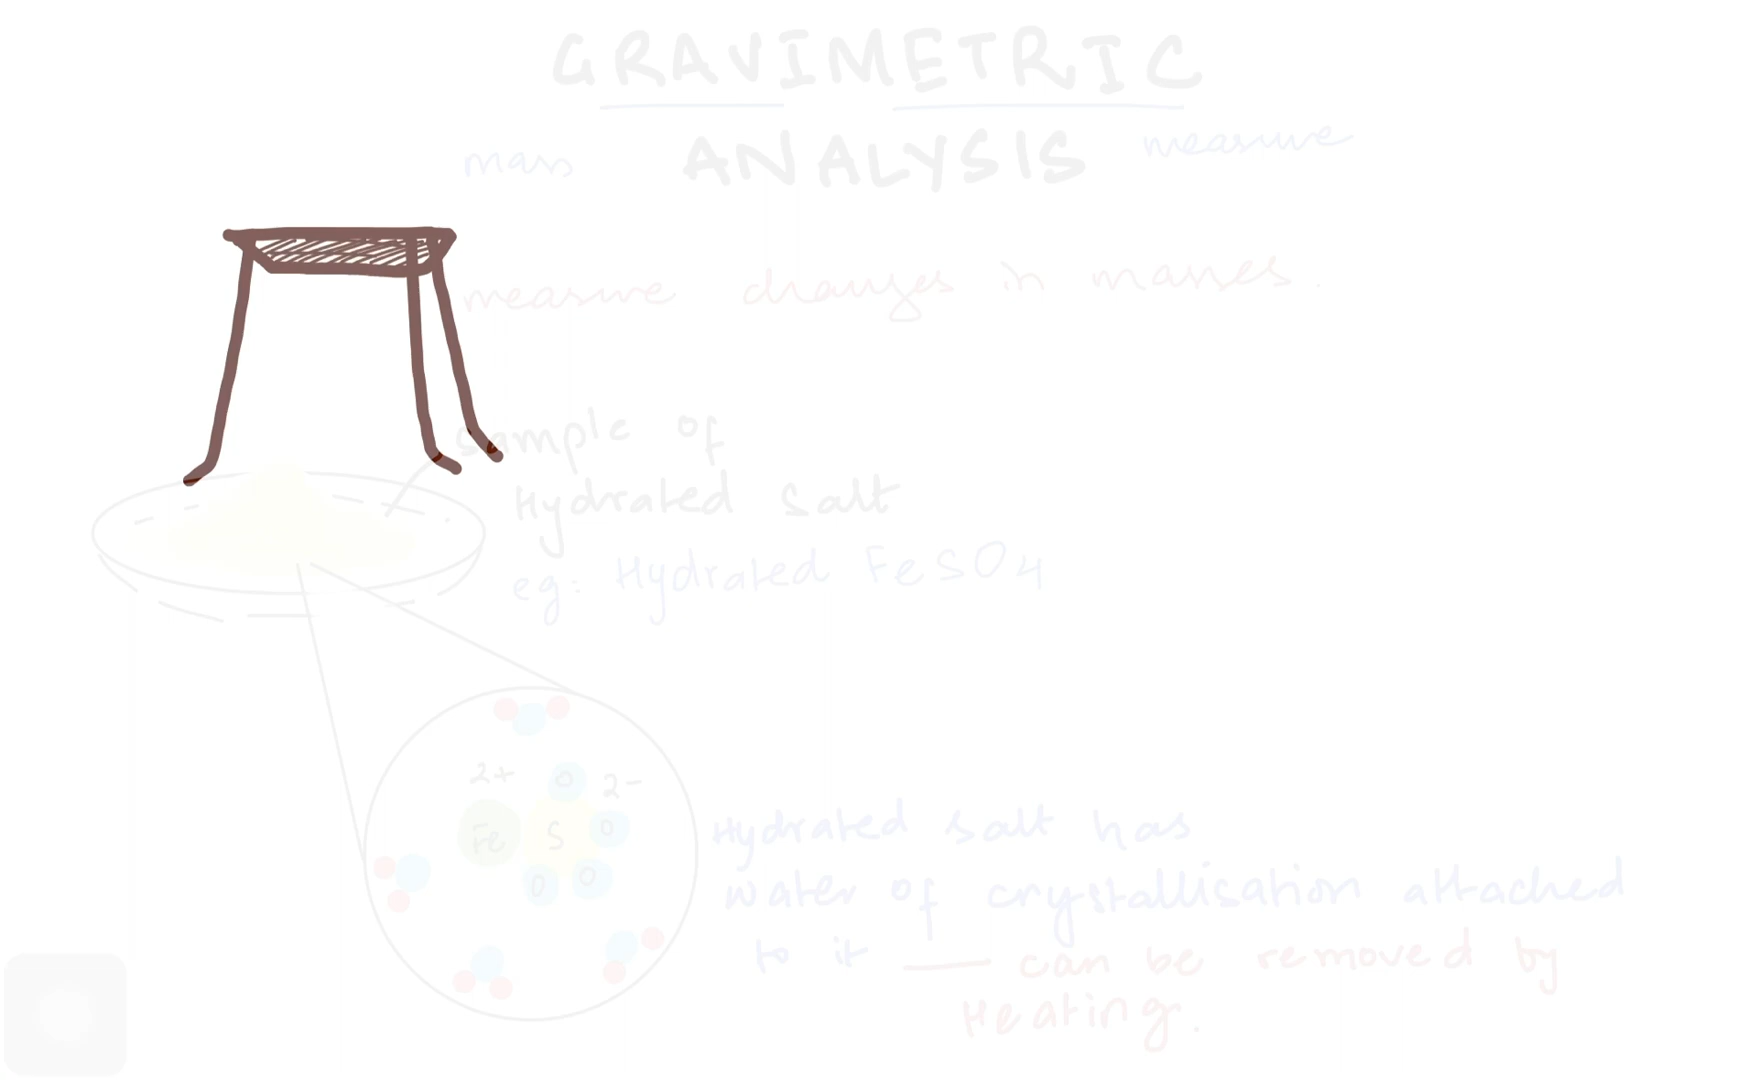 GRAVIMETRIC
mass ANALYSIS measure
measure changes in masses.
Sample of
Hydrated Salt
eg: Hydrated FeSO4
2+ O 2-
Fe S O
O O
Hydrated salt has
water of crystallisation attached
to it — can be removed by
Heating.